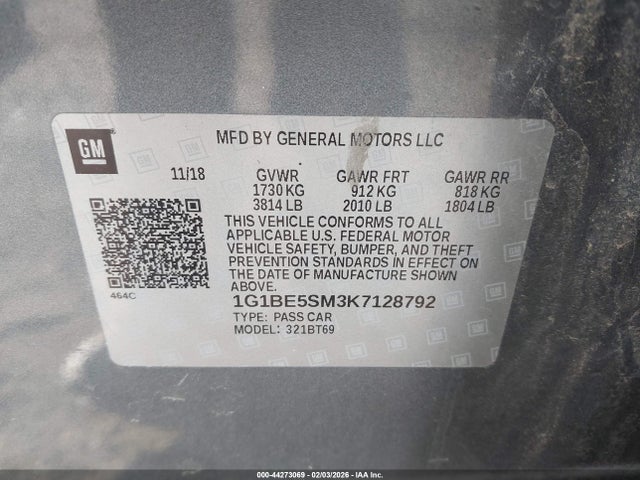 GM
MFD BY GENERAL MOTORS LLC
11/18 GVWR GAWR FRT GAWR RR
1730 KG 912 KG 818 KG
3814 LB 2010 LB 1804 LB
THIS VEHICLE CONFORMS TO ALL
APPLICABLE U.S. FEDERAL MOTOR
VEHICLE SAFETY, BUMPER, AND THEFT
PREVENTION STANDARDS IN EFFECT ON
THE DATE OF MANUFACTURE SHOWN
ABOVE.
464C
1G1BE5SM3K7128792
TYPE: PASS CAR
MODEL: 321BT69
000-44273069 | 02/03/2026 - IAA Inc.